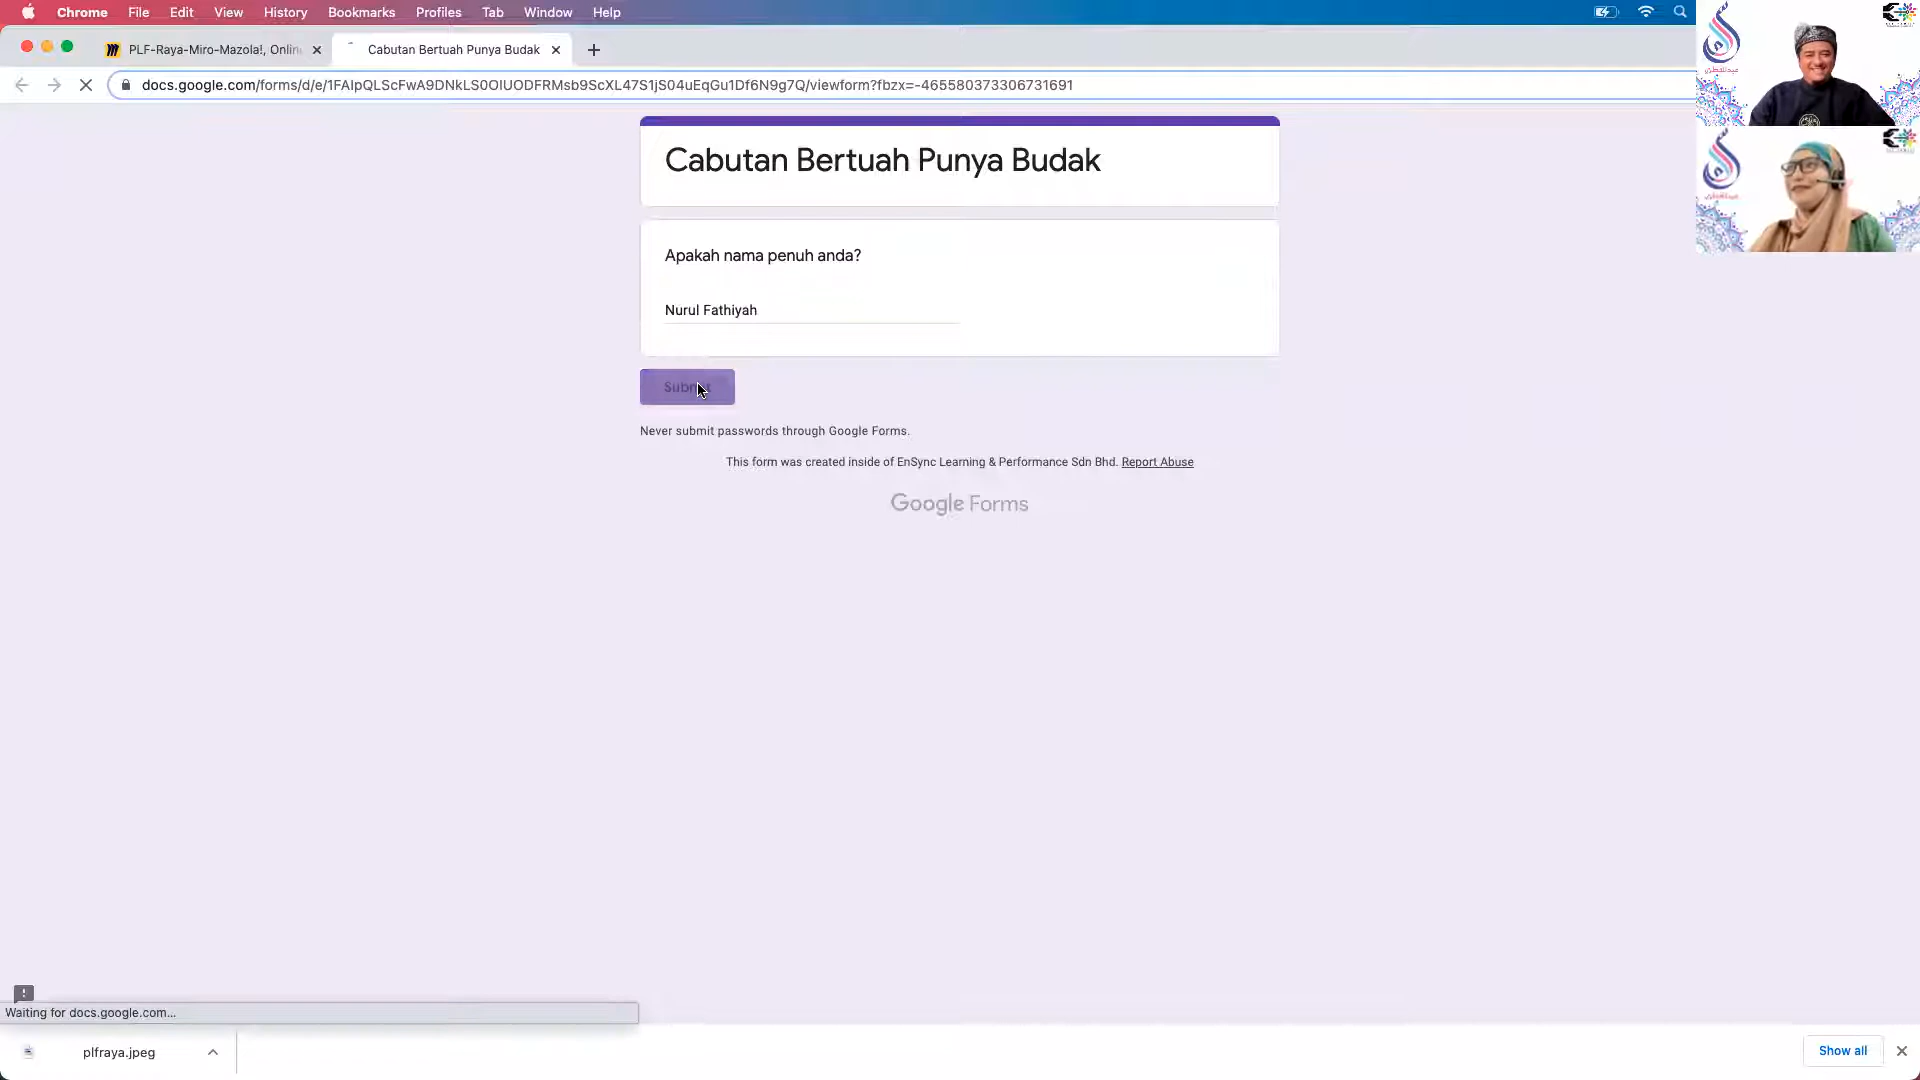 Chrome File Edit View History Bookmarks Profiles Tab Window Help
PLF-Raya-Miro-Mazola!, Onlin
Cabutan Bertuah Punya Budak
docs.google.com/forms/d/e/1FAIpQLScFwA9DNkLS0OIUODFRMsb9ScXL47S1jS04uEqGu1Df6N9g7Q/viewform?fbzx=-465580373306731691
Cabutan Bertuah Punya Budak
Apakah nama penuh anda?
Nurul Fathiyah
Submit
Never submit passwords through Google Forms.
This form was created inside of EnSync Learning & Performance Sdn Bhd. Report Abuse
Google Forms
Waiting for docs.google.com...
plfraya.jpeg
Show all